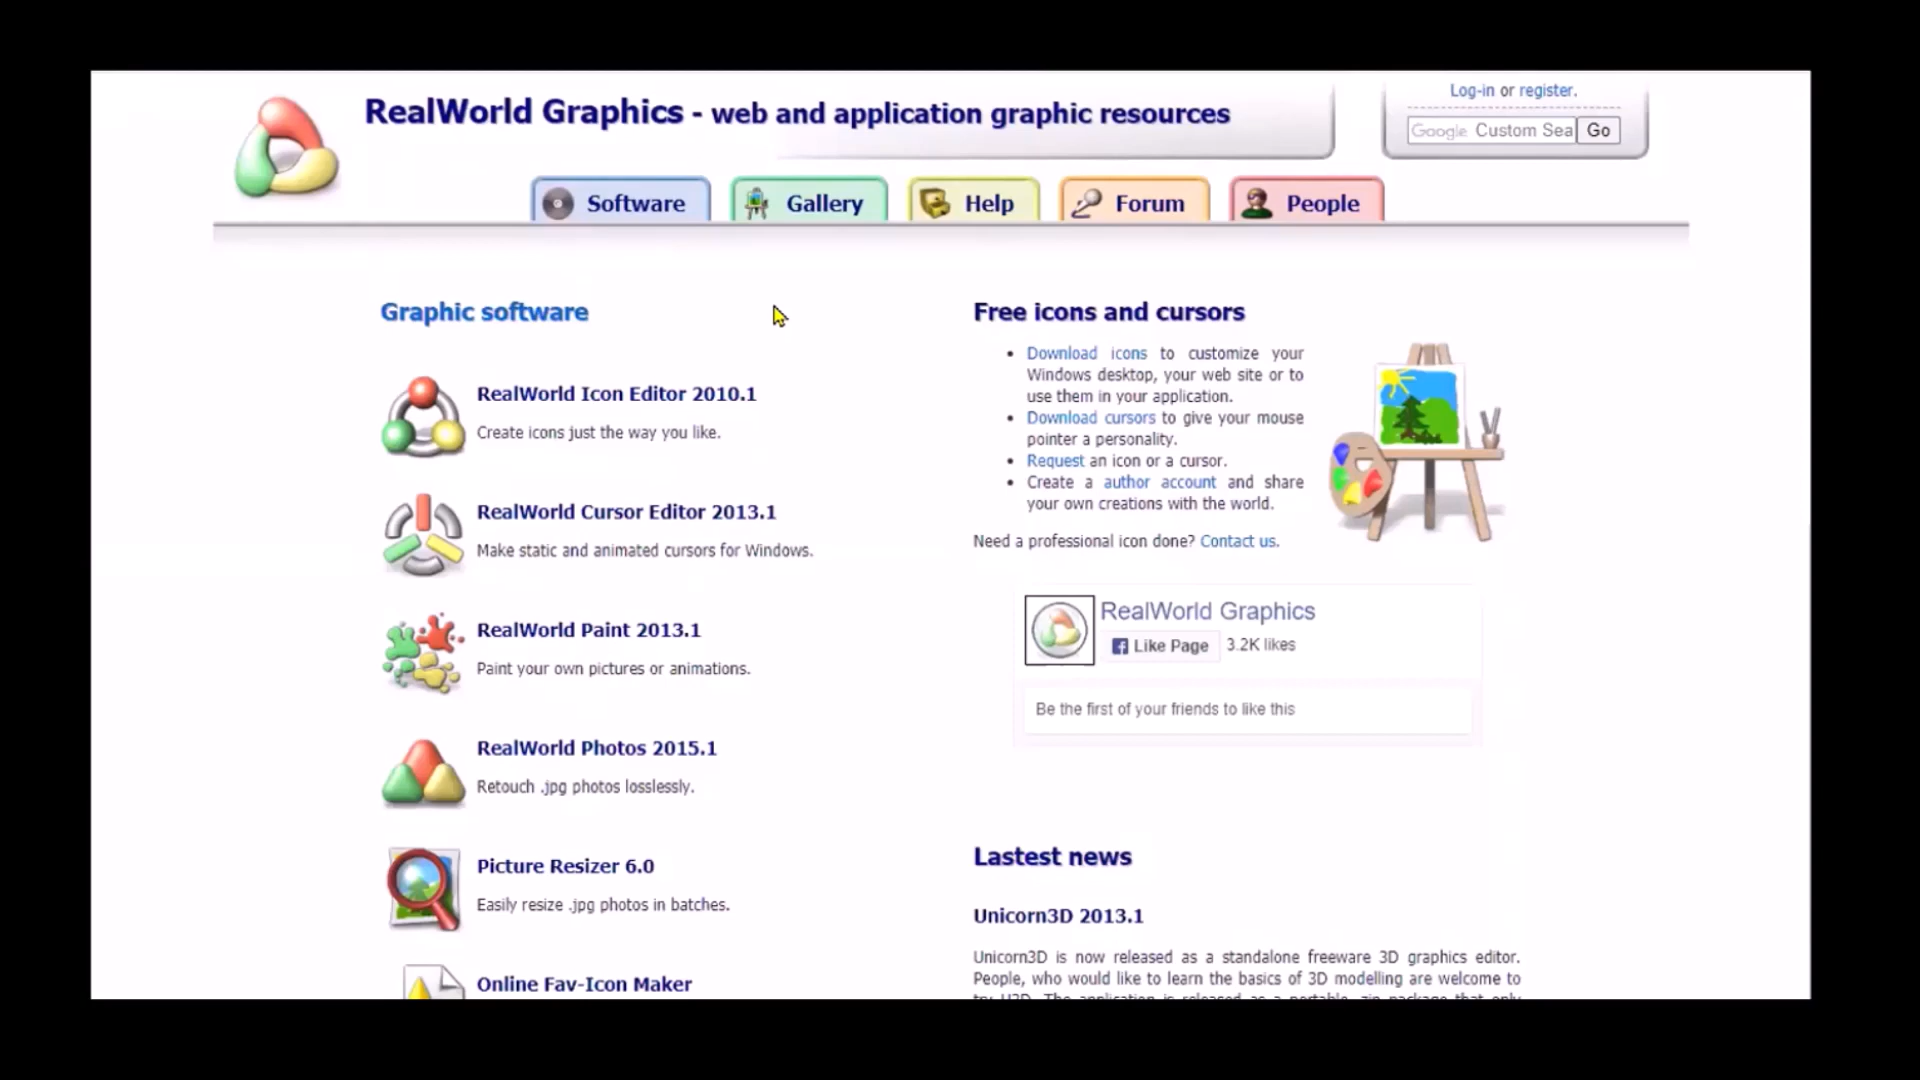 RealWorld Graphics - web and application graphic resources
Log-in or register.
Google Custom Sea Go
Software Gallery Help Forum People
Graphic software
RealWorld Icon Editor 2010.1
Create icons just the way you like.
RealWorld Cursor Editor 2013.1
Make static and animated cursors for Windows.
RealWorld Paint 2013.1
Paint your own pictures or animations.
RealWorld Photos 2015.1
Retouch .jpg photos losslessly.
Picture Resizer 6.0
Easily resize .jpg photos in batches.
Online Fav-Icon Maker
Free icons and cursors
• Download icons to customize your
Windows desktop, your web site or to
use them in your application.
• Download cursors to give your mouse
pointer a personality.
• Request an icon or a cursor.
• Create a author account and share
your own creations with the world.
Need a professional icon done? Contact us.
RealWorld Graphics
Like Page 3.2K likes
Be the first of your friends to like this
Lastest news
Unicorn3D 2013.1
Unicorn3D is now released as a standalone freeware 3D graphics editor.
People, who would like to learn the basics of 3D modelling are welcome to